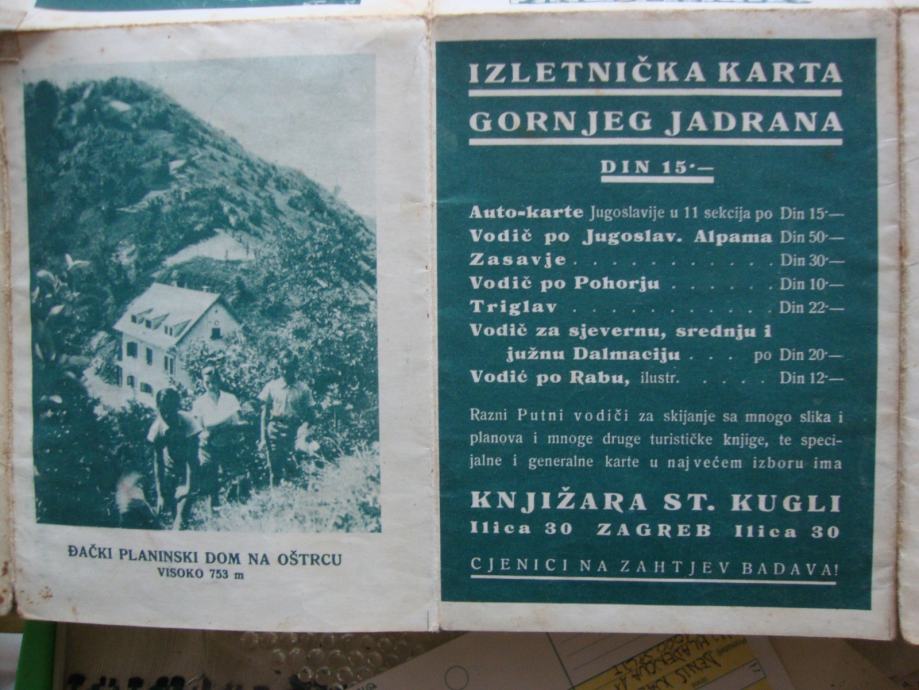 ĐAČKI PLANINSKI DOM NA OŠTRCU
VISOKO 753 m
IZLETNIČKA KARTA
GORNJEG JADRANA
DIN 15·—
Auto-karte Jugoslavije u 11 sekcija po Din 15·—
Vodič po Jugoslav. Alpama Din 50·—
Zasavje . . . . . . . . . . . Din 30·—
Vodič po Pohorju . . . . . . Din 10·—
Triglav . . . . . . . . . . . Din 22·—
Vodič za sjevernu, srednju i
južnu Dalmaciju . . . po Din 20·—
Vodić po Rabu, ilustr. . . . . . Din 12·—
Razni Putni vodiči za skijanje sa mnogo slika i
planova i mnoge druge turističke knjige, te speci-
jalne i generalne karte u najvećem izboru ima
KNJIŽARA ST. KUGLI
Ilica 30 ZAGREB Ilica 30
CJENICI NA ZAHTJEV BADAVA!